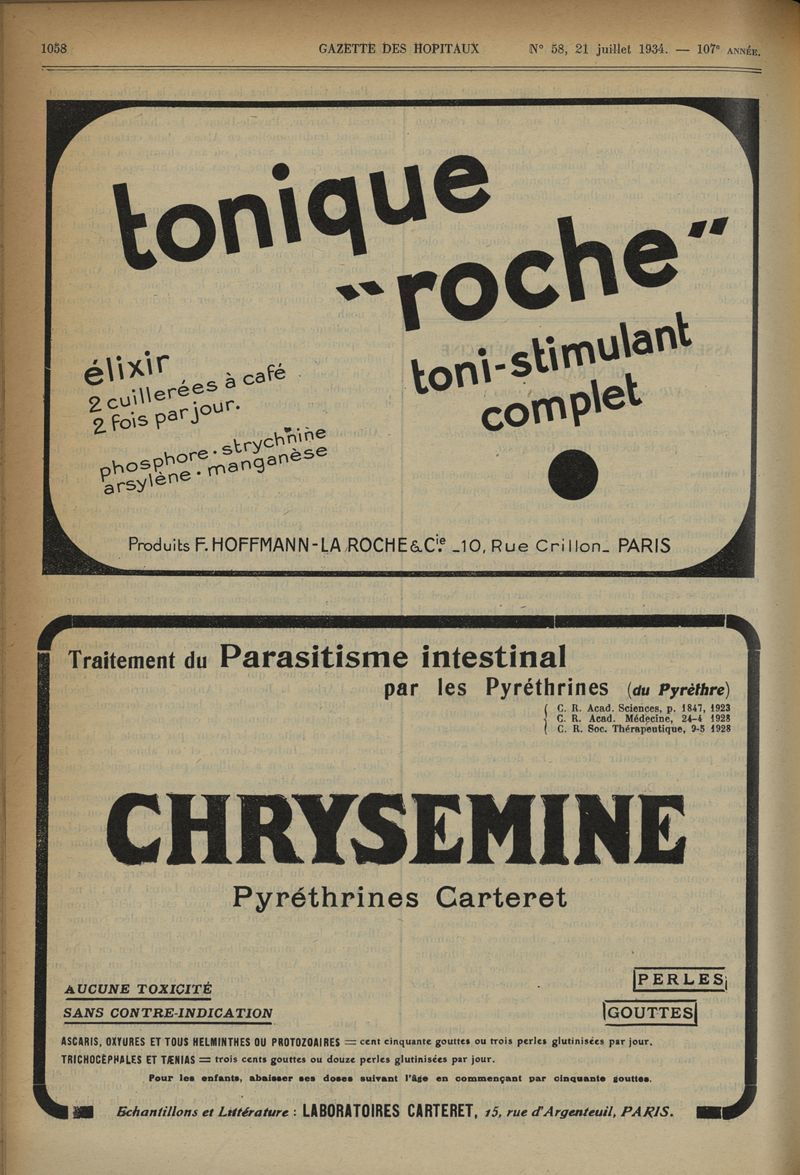 1058 GAZETTE DES HOPITAUX N° 58, 21 juillet 1934. — 107e ANNÉE.
tonique
"roche"
élixir
2 cuillerées à café
2 fois par jour.
phosphore · strychnine
arsylène · manganèse
toni-stimulant
complet
Produits F. HOFFMANN-LA ROCHE & Cie. _10, Rue Crillon_ PARIS
Traitement du Parasitisme intestinal
par les Pyréthrines (du Pyrèthre)
C. R. Acad. Sciences, p. 1847, 1923
C. R. Acad. Médecine, 24-4 1928
C. R. Soc. Thérapeutique, 9-5 1928
CHRYSEMINE
Pyréthrines Carteret
AUCUNE TOXICITÉ
SANS CONTRE-INDICATION
PERLES
GOUTTES
ASCARIS, OXYURES ET TOUS HELMINTHES OU PROTOZOAIRES = cent cinquante gouttes ou trois perles glutinisées par jour.
TRICHOCÉPHALES ET TÆNIAS = trois cents gouttes ou douze perles glutinisées par jour.
Pour les enfants, abaisser ses doses suivant l'âge en commençant par cinquante gouttes.
Echantillons et Littérature : LABORATOIRES CARTERET, 15, rue d'Argenteuil, PARIS.